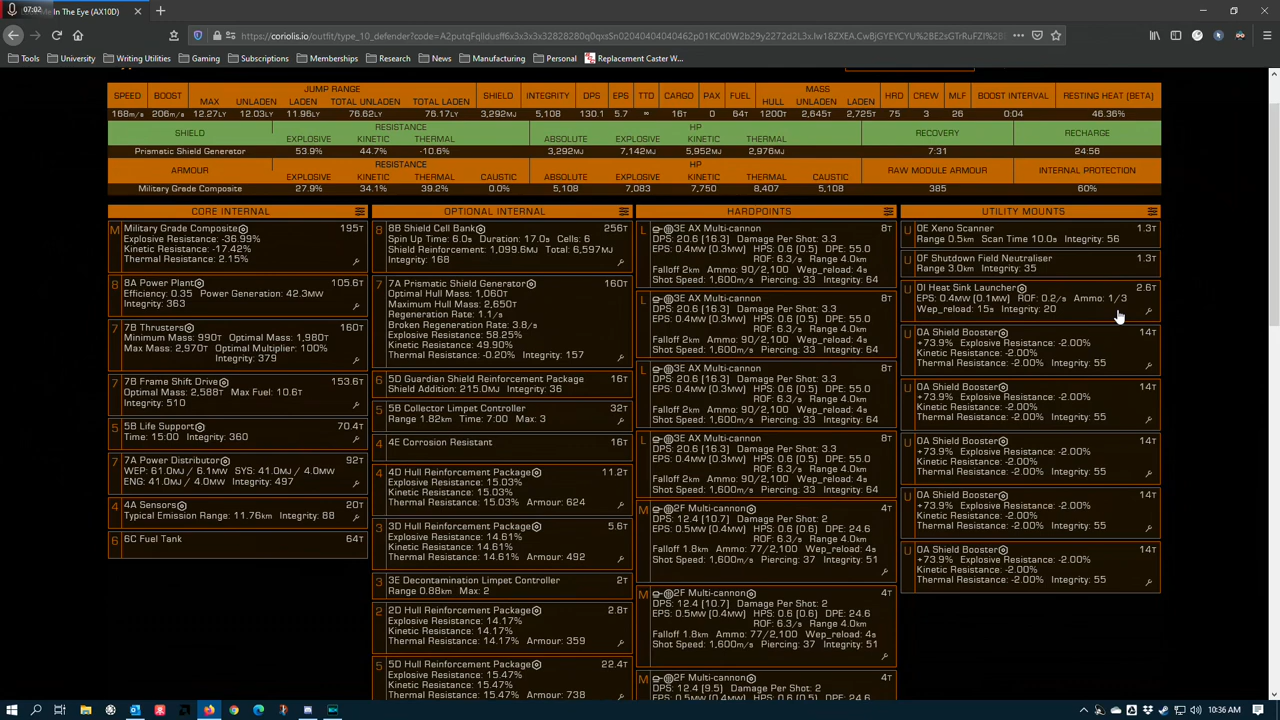 07:02
In The Eye (AX10D)
https://coriolis.io/outfit/type_10_defender?code=
Tools University Writing Utilities Gaming Subscriptions Memberships Research News Manufacturing Personal Replacement Caster W...
SPEED BOOST JUMP RANGE SHIELD INTEGRITY DPS EPS TTD CARGO PAX FUEL MASS HRD CREW MLF BOOST INTERVAL RESTING HEAT (BETA)
MAX UNLADEN LADEN TOTAL UNLADEN TOTAL LADEN HULL UNLADEN LADEN
168m/s 206m/s 12.27LY 12.03LY 11.96LY 76.62LY 76.17LY 3,292MJ 5,108 130.1 5.7 ∞ 16T 0 64T 1200T 2,645T 2,725T 75 3 26 0:04 46.36%
SHIELD RESISTANCE HP RECOVERY RECHARGE
EXPLOSIVE KINETIC THERMAL ABSOLUTE EXPLOSIVE KINETIC THERMAL
Prismatic Shield Generator 53.9% 44.7% -10.6% 3,292MJ 7,142MJ 5,952MJ 2,976MJ 7:31 24:56
ARMOUR RESISTANCE HP RAW MODULE ARMOUR INTERNAL PROTECTION
EXPLOSIVE KINETIC THERMAL CAUSTIC ABSOLUTE EXPLOSIVE KINETIC THERMAL CAUSTIC
Military Grade Composite 27.9% 34.1% 39.2% 0.0% 5,108 7,083 7,750 8,407 5,108 385 60%
CORE INTERNAL
M Military Grade Composite 195T
Explosive Resistance: -36.99%
Kinetic Resistance: -17.42%
Thermal Resistance: 2.15%
8 8A Power Plant 105.6T
Efficiency: 0.35 Power Generation: 42.3MW
Integrity: 363
7 7B Thrusters 160T
Minimum Mass: 990T Optimal Mass: 1,980T
Max Mass: 2,970T Optimal Multiplier: 100%
Integrity: 379
7 7B Frame Shift Drive 153.6T
Optimal Mass: 2,588T Max Fuel: 10.6T
Integrity: 510
5 5B Life Support 70.4T
Time: 15:00 Integrity: 360
7 7A Power Distributor 92T
WEP: 61.0MJ / 6.1MW SYS: 41.0MJ / 4.0MW
ENG: 41.0MJ / 4.0MW Integrity: 497
4 4A Sensors 20T
Typical Emission Range: 11.76km Integrity: 88
6 6C Fuel Tank 64T
OPTIONAL INTERNAL
8 8B Shield Cell Bank 256T
Spin Up Time: 6.0s Duration: 17.0s Cells: 6
Shield Reinforcement: 1,099.6MJ Total: 6,597MJ
Integrity: 168
7 7A Prismatic Shield Generator 160T
Optimal Hull Mass: 1,060T
Maximum Hull Mass: 2,650T
Regeneration Rate: 1.1/s
Broken Regeneration Rate: 3.8/s
Explosive Resistance: 58.25%
Kinetic Resistance: 49.90%
Thermal Resistance: -0.20% Integrity: 157
6 5D Guardian Shield Reinforcement Package 16T
Shield Addition: 215.0MJ Integrity: 36
5 5B Collector Limpet Controller 32T
Range 1.82km Time: 7:00 Max: 3
4 4E Corrosion Resistant 16T
4 4D Hull Reinforcement Package 11.2T
Explosive Resistance: 15.03%
Kinetic Resistance: 15.03%
Thermal Resistance: 15.03% Armour: 624
3 3D Hull Reinforcement Package 5.6T
Explosive Resistance: 14.61%
Kinetic Resistance: 14.61%
Thermal Resistance: 14.61% Armour: 492
3 3E Decontamination Limpet Controller 2T
Range 0.88km Max: 2
2 2D Hull Reinforcement Package 2.8T
Explosive Resistance: 14.17%
Kinetic Resistance: 14.17%
Thermal Resistance: 14.17% Armour: 359
5 5D Hull Reinforcement Package 22.4T
Explosive Resistance: 15.47%
Kinetic Resistance: 15.47%
Thermal Resistance: 15.47% Armour: 738
HARDPOINTS
L 3E AX Multi-cannon 8T
DPS: 20.6 [16.3] Damage Per Shot: 3.3
EPS: 0.4MW [0.3MW] HPS: 0.6 [0.5] DPE: 55.0
ROF: 6.3/s Range 4.0km
Falloff 2km Ammo: 90/2,100 Wep_reload: 4s
Shot Speed: 1,600m/s Piercing: 33 Integrity: 64
L 3E AX Multi-cannon 8T
DPS: 20.6 [16.3] Damage Per Shot: 3.3
EPS: 0.4MW [0.3MW] HPS: 0.6 [0.5] DPE: 55.0
ROF: 6.3/s Range 4.0km
Falloff 2km Ammo: 90/2,100 Wep_reload: 4s
Shot Speed: 1,600m/s Piercing: 33 Integrity: 64
L 3E AX Multi-cannon 8T
DPS: 20.6 [16.3] Damage Per Shot: 3.3
EPS: 0.4MW [0.3MW] HPS: 0.6 [0.5] DPE: 55.0
ROF: 6.3/s Range 4.0km
Falloff 2km Ammo: 90/2,100 Wep_reload: 4s
Shot Speed: 1,600m/s Piercing: 33 Integrity: 64
L 3E AX Multi-cannon 8T
DPS: 20.6 [16.3] Damage Per Shot: 3.3
EPS: 0.4MW [0.3MW] HPS: 0.6 [0.5] DPE: 55.0
ROF: 6.3/s Range 4.0km
Falloff 2km Ammo: 90/2,100 Wep_reload: 4s
Shot Speed: 1,600m/s Piercing: 33 Integrity: 64
M 2F Multi-cannon 4T
DPS: 12.4 [10.7] Damage Per Shot: 2
EPS: 0.5MW [0.4MW] HPS: 0.6 [0.6] DPE: 24.6
ROF: 6.3/s Range 4.0km
Falloff 1.8km Ammo: 77/2,100 Wep_reload: 4s
Shot Speed: 1,600m/s Piercing: 37 Integrity: 51
M 2F Multi-cannon 4T
DPS: 12.4 [10.7] Damage Per Shot: 2
EPS: 0.5MW [0.4MW] HPS: 0.6 [0.6] DPE: 24.6
ROF: 6.3/s Range 4.0km
Falloff 1.8km Ammo: 77/2,100 Wep_reload: 4s
Shot Speed: 1,600m/s Piercing: 37 Integrity: 51
M 2F Multi-cannon 4T
DPS: 12.4 [9.5] Damage Per Shot: 2
EPS: 0.5MW [0.4MW] HPS: 0.6 [0.5] DPE: 24.6
UTILITY MOUNTS
U 0E Xeno Scanner 1.3T
Range 0.5km Scan Time 10.0s Integrity: 56
U 0F Shutdown Field Neutraliser 1.3T
Range 3.0km Integrity: 35
U 0I Heat Sink Launcher 2.6T
EPS: 0.4MW [0.1MW] ROF: 0.2/s Ammo: 1/3
Wep_reload: 15s Integrity: 20
U 0A Shield Booster 14T
+73.9% Explosive Resistance: -2.00%
Kinetic Resistance: -2.00%
Thermal Resistance: -2.00% Integrity: 55
U 0A Shield Booster 14T
+73.9% Explosive Resistance: -2.00%
Kinetic Resistance: -2.00%
Thermal Resistance: -2.00% Integrity: 55
U 0A Shield Booster 14T
+73.9% Explosive Resistance: -2.00%
Kinetic Resistance: -2.00%
Thermal Resistance: -2.00% Integrity: 55
U 0A Shield Booster 14T
+73.9% Explosive Resistance: -2.00%
Kinetic Resistance: -2.00%
Thermal Resistance: -2.00% Integrity: 55
U 0A Shield Booster 14T
+73.9% Explosive Resistance: -2.00%
Kinetic Resistance: -2.00%
Thermal Resistance: -2.00% Integrity: 55
10:36 AM